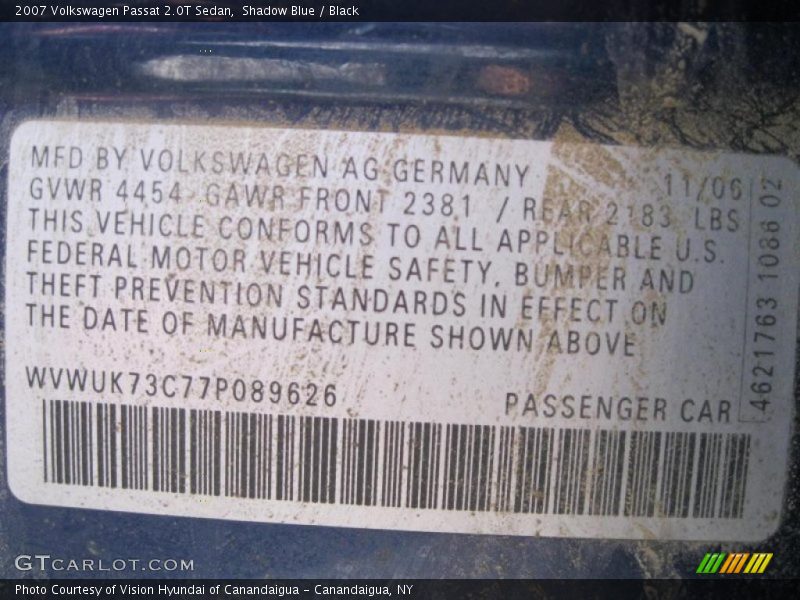 2007 Volkswagen Passat 2.0T Sedan,  Shadow Blue / Black
MFD BY VOLKSWAGEN AG GERMANY 11/06
GVWR 4454 GAWR FRONT 2381 / REAR 2183 LBS
THIS VEHICLE CONFORMS TO ALL APPLICABLE U.S.
FEDERAL MOTOR VEHICLE SAFETY, BUMPER AND
THEFT PREVENTION STANDARDS IN EFFECT ON
THE DATE OF MANUFACTURE SHOWN ABOVE
WVWUK73C77P089626 PASSENGER CAR
4621763 1086 02
GTCARLOT.COM
Photo Courtesy of Vision Hyundai of Canandaigua - Canandaigua, NY